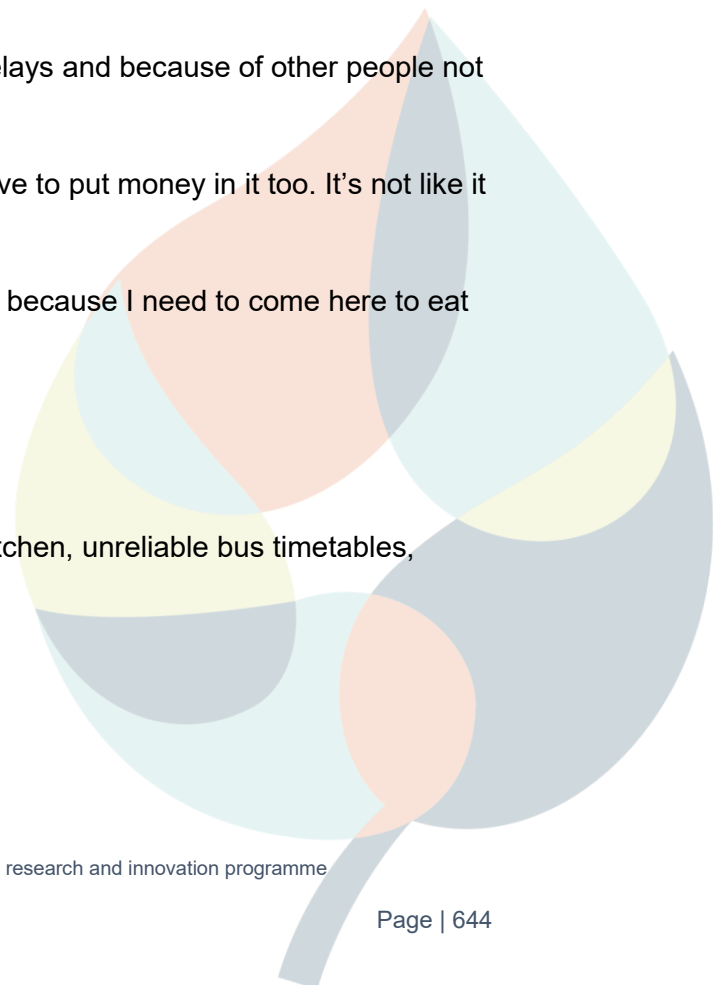 elays and because of other people not
ve to put money in it too. It’s not like it
because I need to come here to eat
tchen, unreliable bus timetables,
research and innovation programme
Page | 644